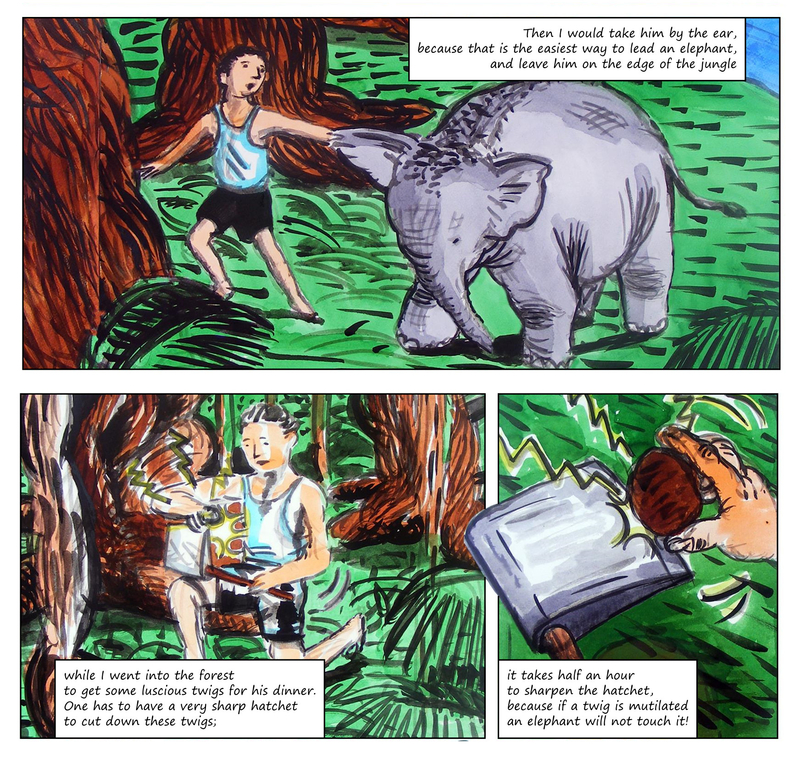 Then I would take him by the ear,
because that is the easiest way to lead an elephant,
and leave him on the edge of the jungle
while I went into the forest
to get some luscious twigs for his dinner.
One has to have a very sharp hatchet
to cut down these twigs;
it takes half an hour
to sharpen the hatchet,
because if a twig is mutilated
an elephant will not touch it!